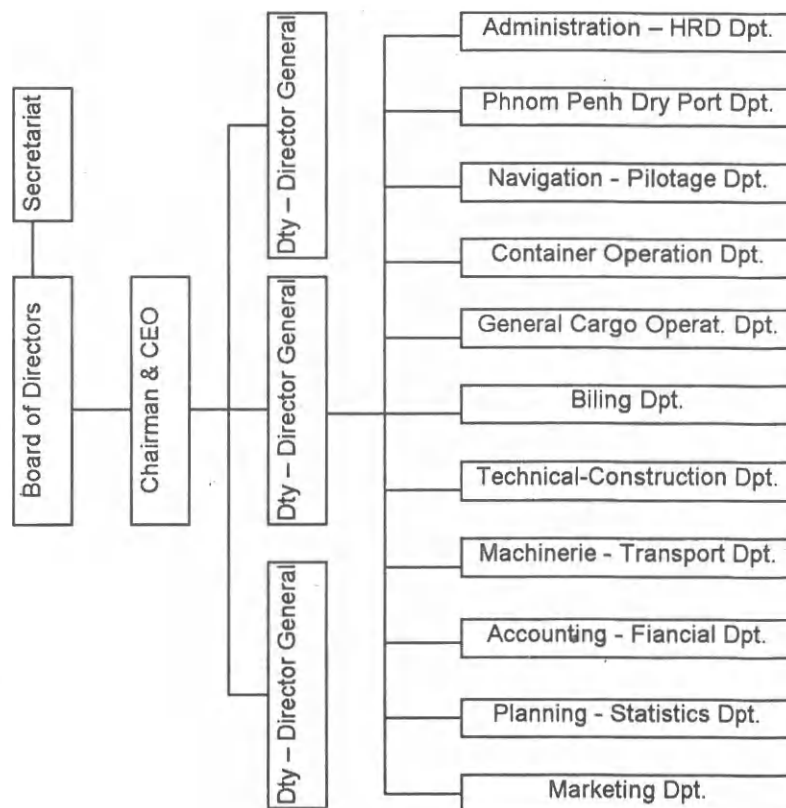 Secretariat
Board of Directors
Chairman & CEO
Dty – Director General
Dty – Director General
Dty – Director General
Administration – HRD Dpt.
Phnom Penh Dry Port Dpt.
Navigation - Pilotage Dpt.
Container Operation Dpt.
General Cargo Operat. Dpt.
Biling Dpt.
Technical-Construction Dpt.
Machinerie - Transport Dpt.
Accounting - Fiancial Dpt.
Planning - Statistics Dpt.
Marketing Dpt.